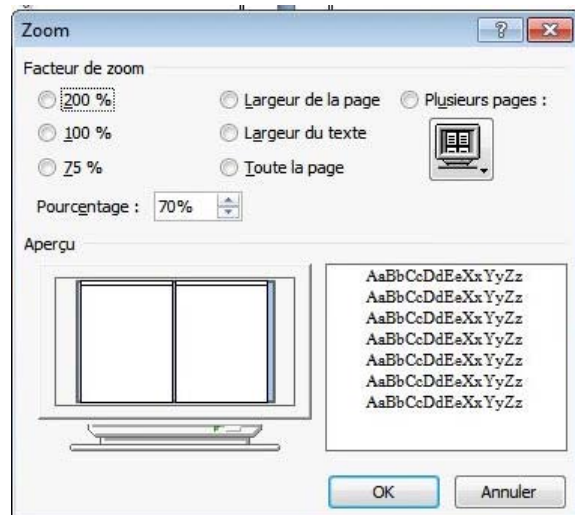 Zoom
Facteur de zoom
200 %
Largeur de la page
Plusieurs pages :
100 %
Largeur du texte
75 %
Toute la page
Pourcentage : 70%
Aperçu
AaBbCcDdEeXxYyZz
AaBbCcDdEeXxYyZz
AaBbCcDdEeXxYyZz
AaBbCcDdEeXxYyZz
AaBbCcDdEeXxYyZz
AaBbCcDdEeXxYyZz
AaBbCcDdEeXxYyZz
OK
Annuler